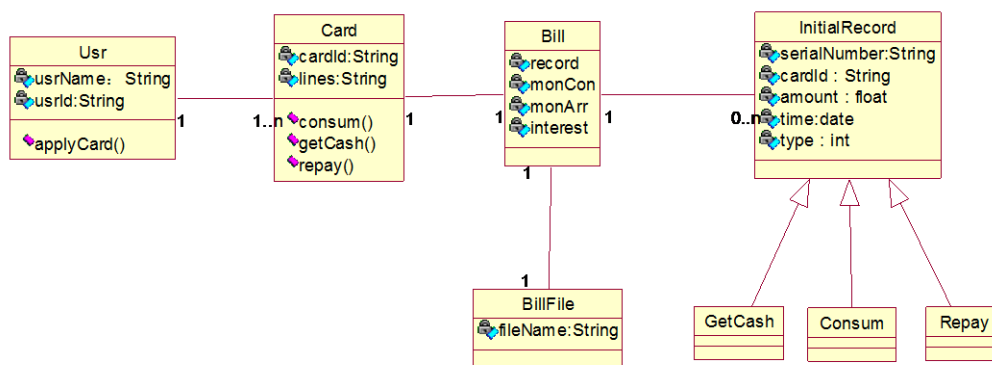 Usr
usrName：String
usrId:String
applyCard()
1
1..n
Card
cardId:String
lines:String
consum()
getCash()
repay()
1
1
Bill
record
monCon
monArr
interest
1
0..n
1
InitialRecord
serialNumber:String
cardId : String
amount : float
time:date
type : int
1
BillFile
fileName:String
GetCash
Consum
Repay